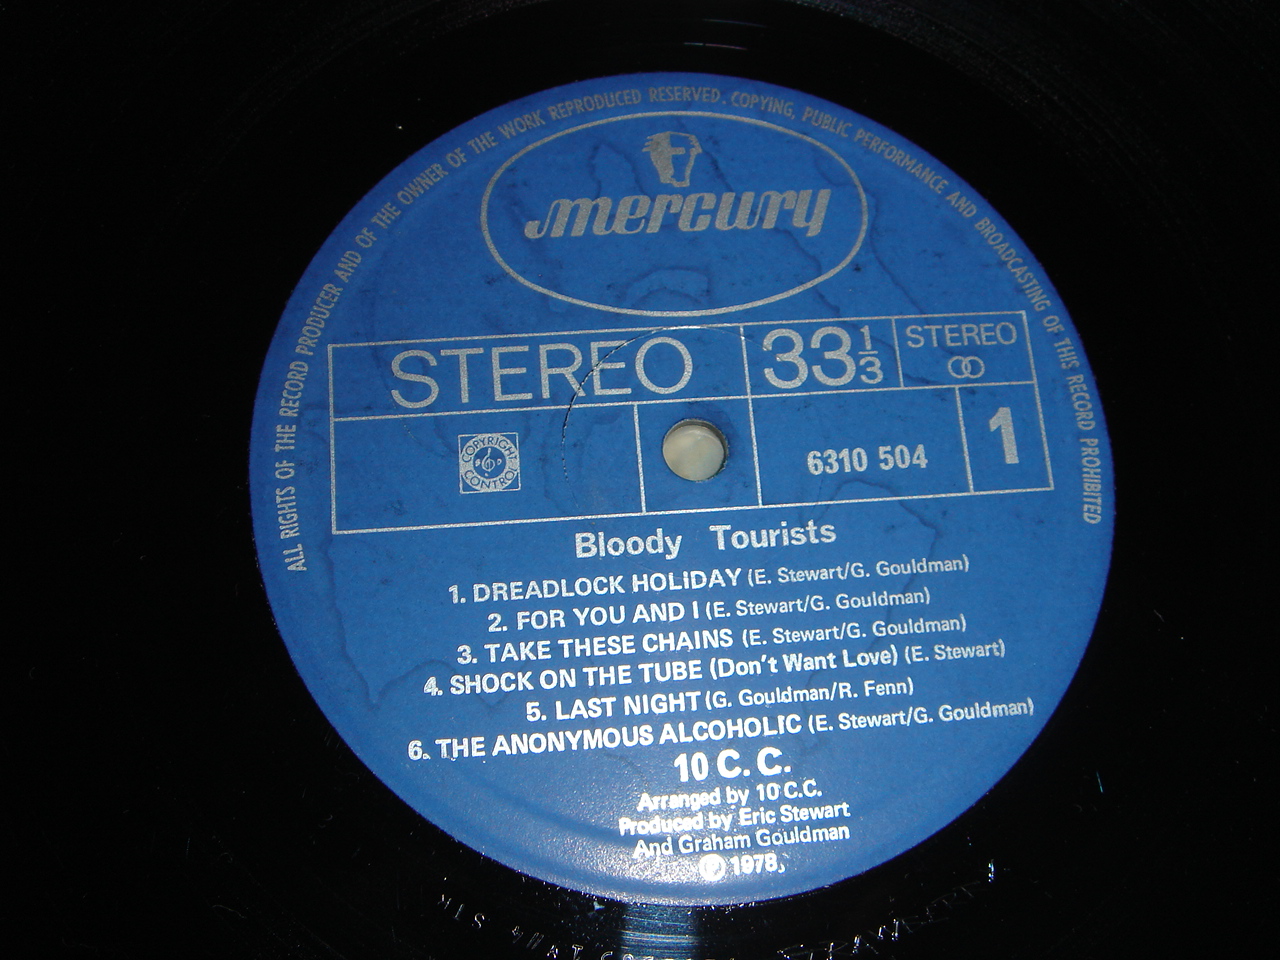 ALL RIGHTS OF THE RECORD PRODUCER AND OF THE OWNER OF THE WORK REPRODUCED RESERVED. COPYING, PUBLIC PERFORMANCE AND BROADCASTING OF THIS RECORD PROHIBITED
mercury
STEREO 33 1/3 STEREO
COPYRIGHT CONTROL
6310 504 1
Bloody Tourists
1. DREADLOCK HOLIDAY (E. Stewart/G. Gouldman)
2. FOR YOU AND I (E. Stewart/G. Gouldman)
3. TAKE THESE CHAINS (E. Stewart/G. Gouldman)
4. SHOCK ON THE TUBE (Don't Want Love) (E. Stewart)
5. LAST NIGHT (G. Gouldman/R. Fenn)
6. THE ANONYMOUS ALCOHOLIC (E. Stewart/G. Gouldman)
10 C.C.
Arranged by 10 C.C.
Produced by Eric Stewart
And Graham Gouldman
Ⓟ 1978